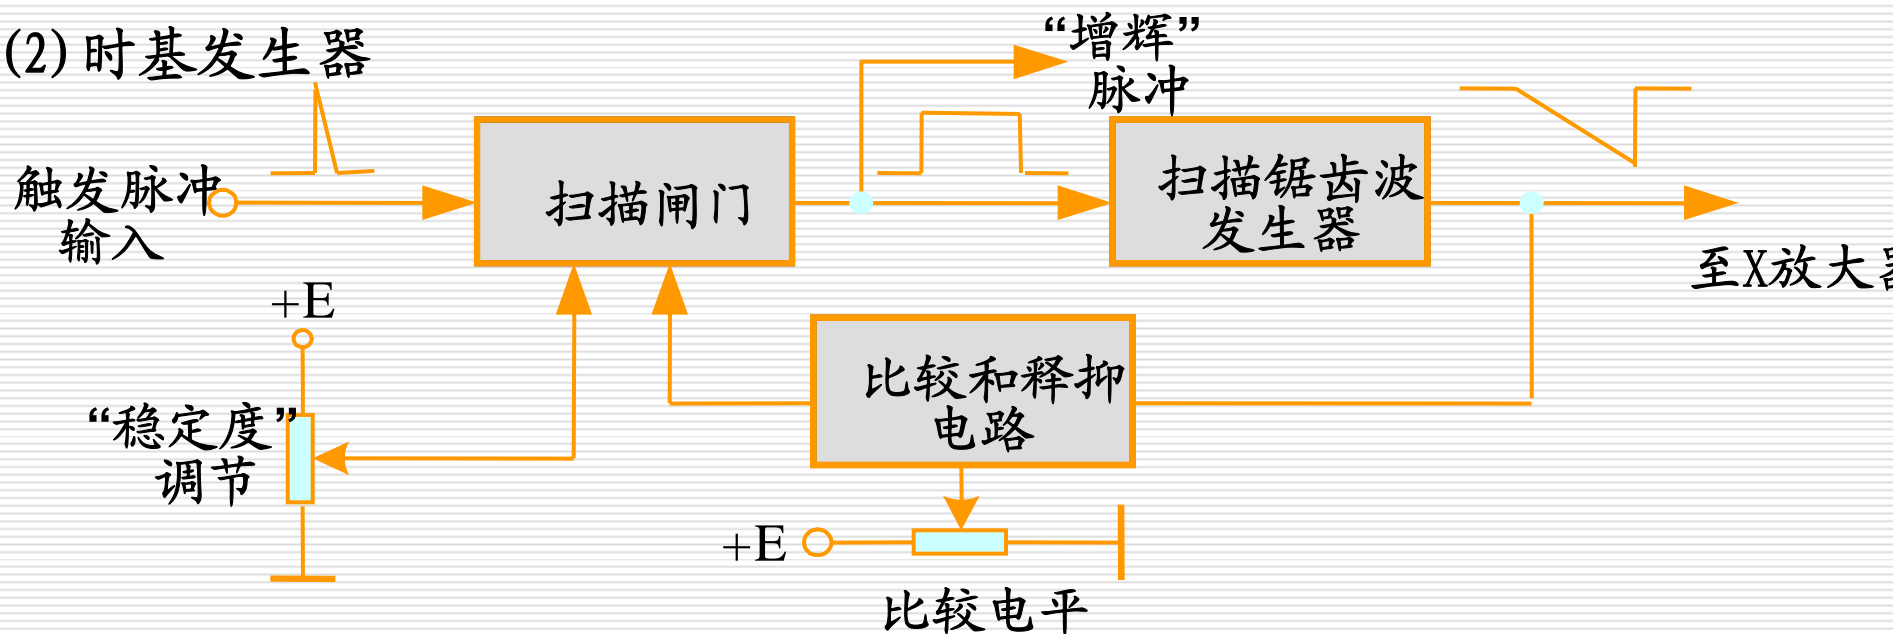 (2)时基发生器
“增辉”
脉冲
触发脉冲
输入
扫描闸门
扫描锯齿波
发生器
至X放大器
+E
“稳定度”
调节
比较和释抑
电路
+E
比较电平